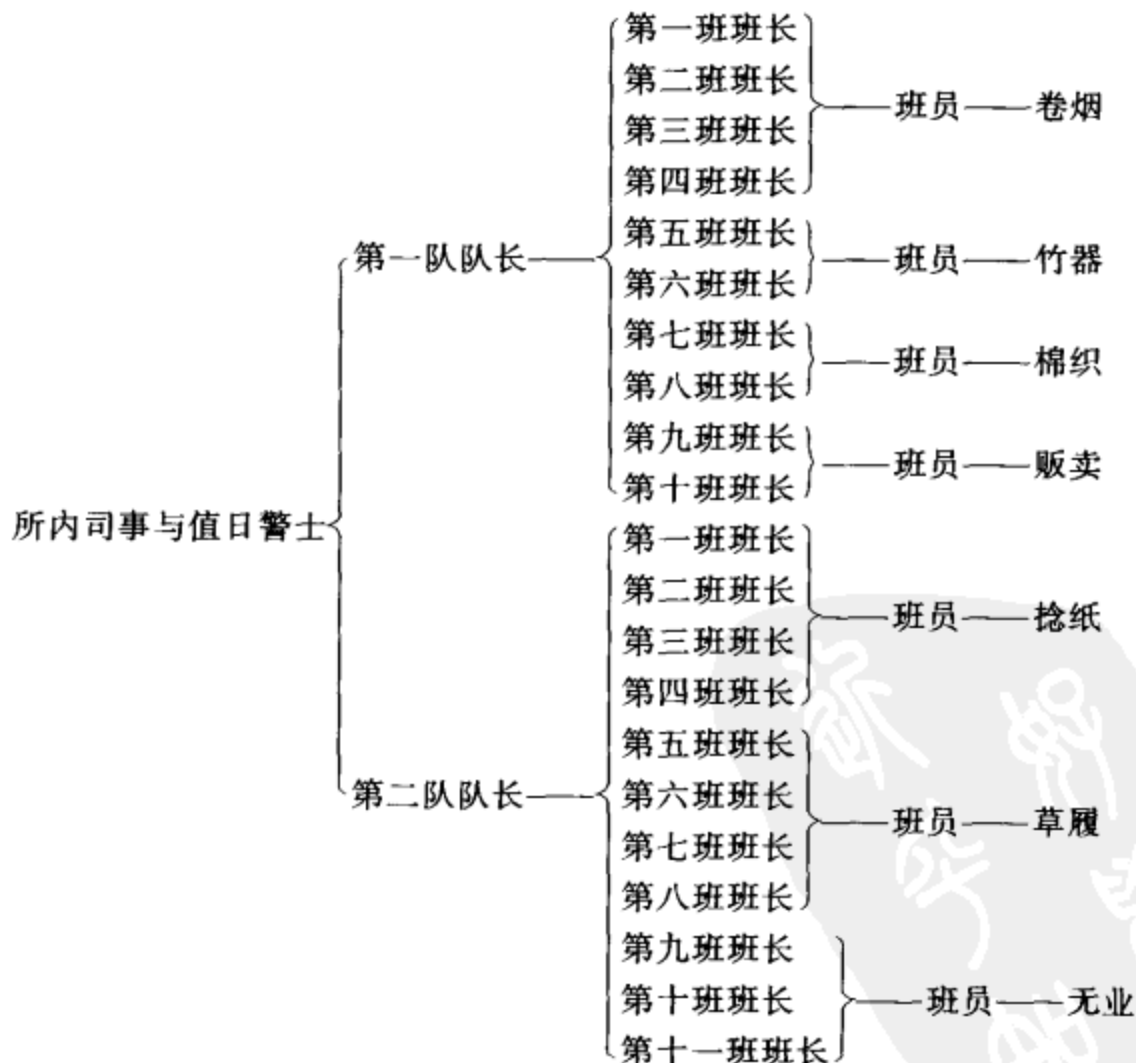 所内司事与值日警士
第一队队长
第一班班长
第二班班长
第三班班长
第四班班长
班员 卷烟
第五班班长
第六班班长
班员 竹器
第七班班长
第八班班长
班员 棉织
第九班班长
第十班班长
班员 贩卖
第二队队长
第一班班长
第二班班长
第三班班长
第四班班长
班员 捻纸
第五班班长
第六班班长
第七班班长
第八班班长
班员 草履
第九班班长
第十班班长
第十一班班长
班员 无业